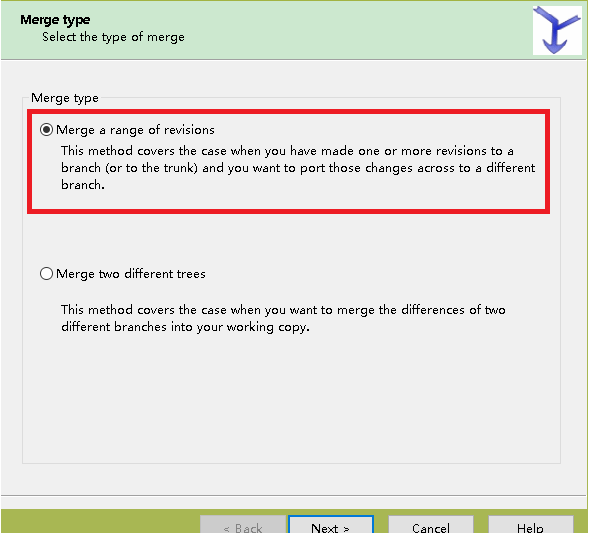 Merge type
Select the type of merge
Merge type
Merge a range of revisions
This method covers the case when you have made one or more revisions to a
branch (or to the trunk) and you want to port those changes across to a different
branch.
Merge two different trees
This method covers the case when you want to merge the differences of two
different branches into your working copy.
< Back Next > Cancel Help